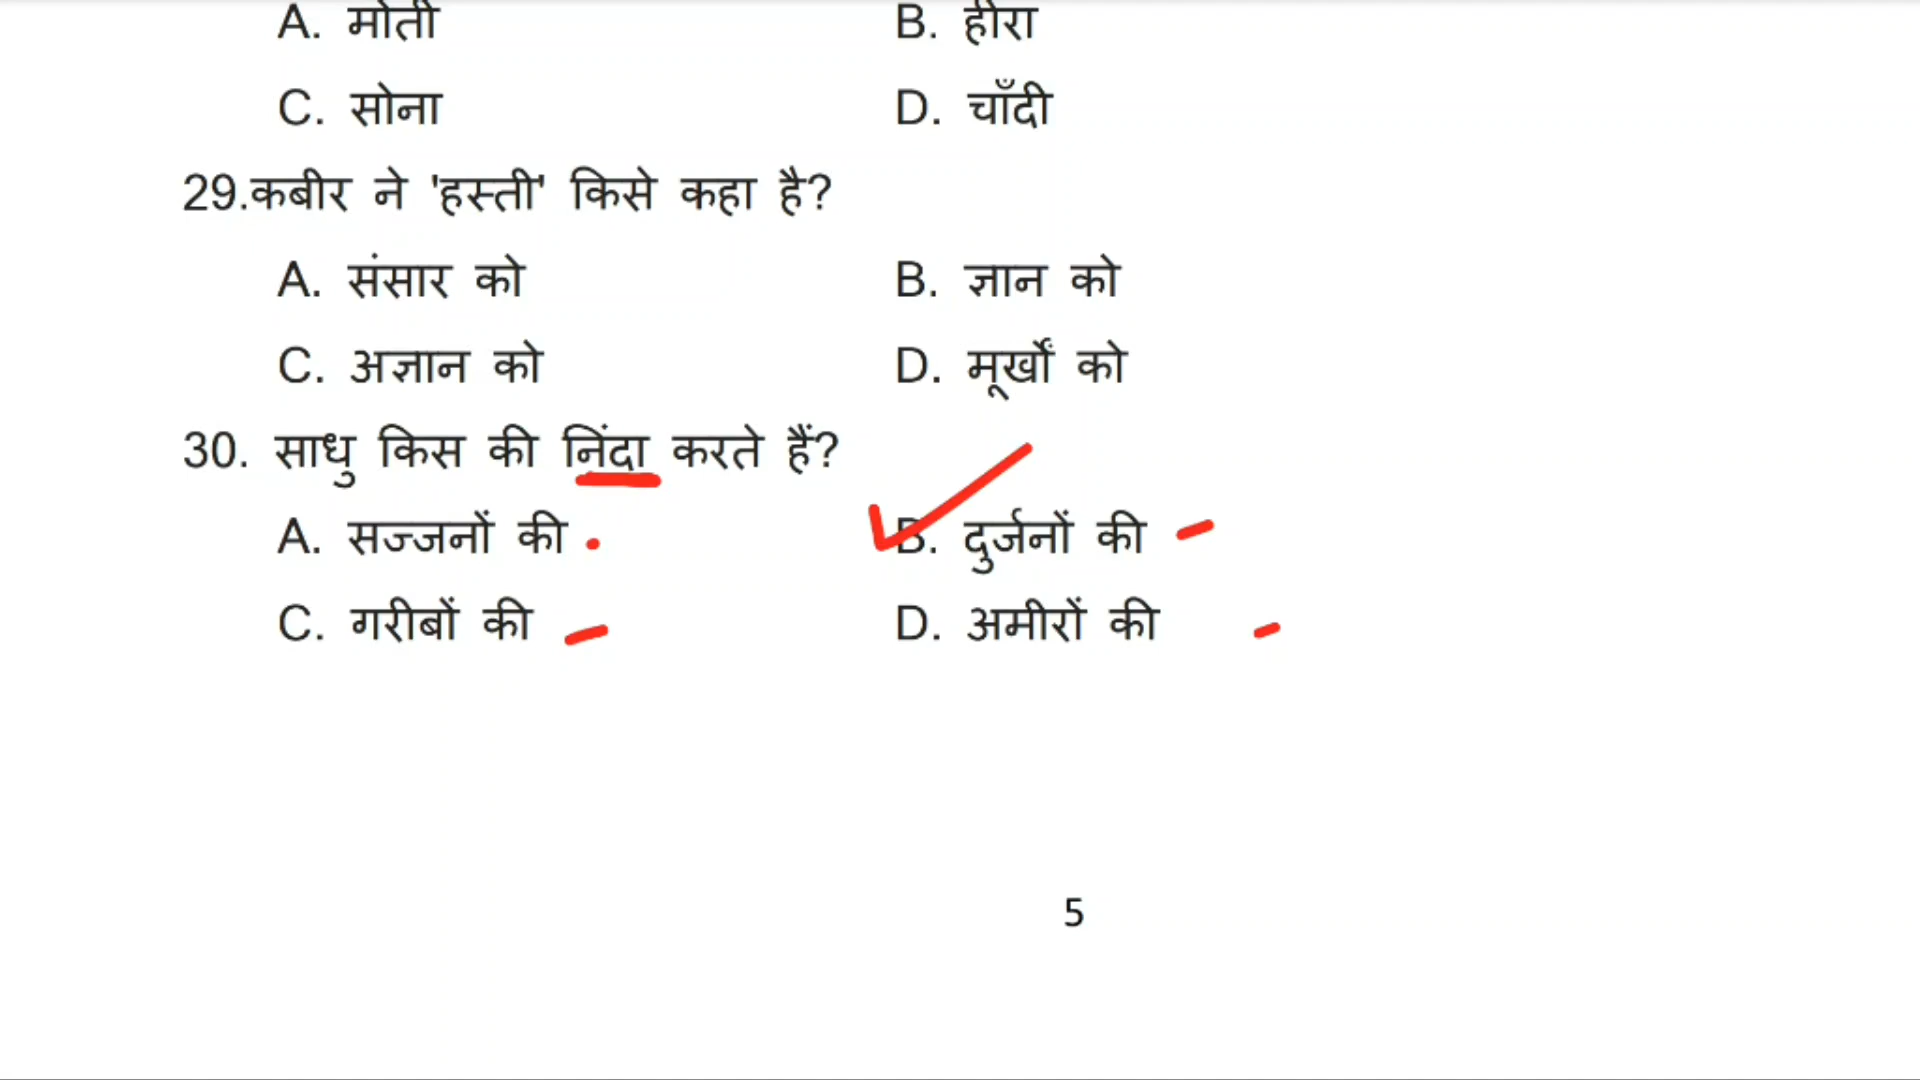 A. मोती B. हीरा
C. सोना D. चाँदी
29.कबीर ने 'हस्ती' किसे कहा है?
A. संसार को B. ज्ञान को
C. अज्ञान को D. मूर्खों को
30. साधु किस की निंदा करते हैं?
A. सज्जनों की B. दुर्जनों की
C. गरीबों की D. अमीरों की
5